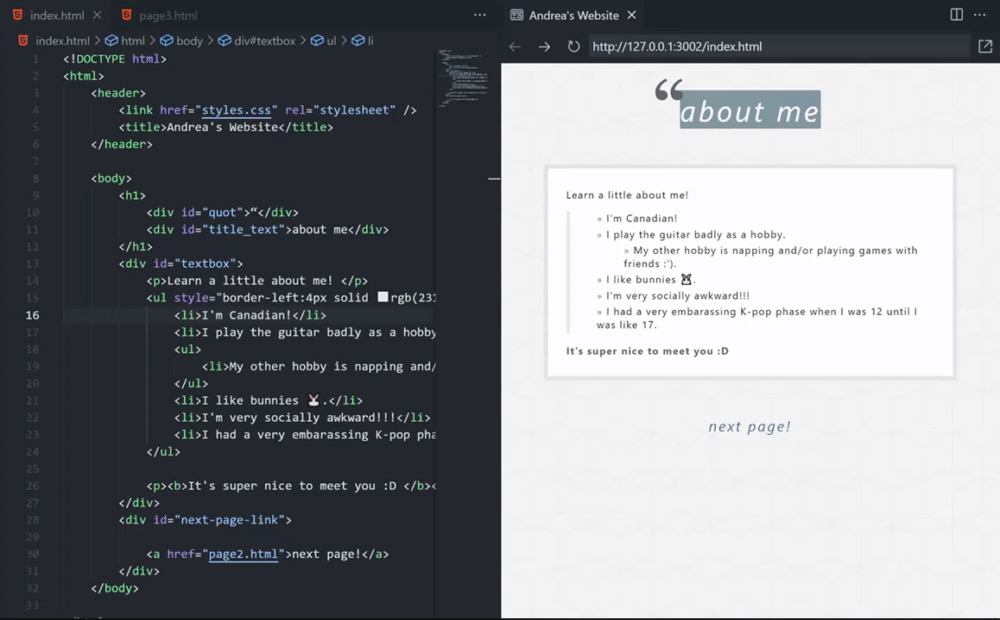 index.html
page3.html
index.html > html > body > div#textbox > ul > li
1 <!DOCTYPE html>
2 <html>
3 <header>
4 <link href="styles.css" rel="stylesheet" />
5 <title>Andrea's Website</title>
6 </header>
7
8 <body>
9 <h1>
10 <div id="quot">“</div>
11 <div id="title_text">about me</div>
12 </h1>
13 <div id="textbox">
14 <p>Learn a little about me! </p>
15 <ul style="border-left:4px solid rgb(231
16 <li>I'm Canadian!</li>
17 <li>I play the guitar badly as a hobby
18 <ul>
19 <li>My other hobby is napping and/
20 </ul>
21 <li>I like bunnies 🐰.</li>
22 <li>I'm very socially awkward!!!</li>
23 <li>I had a very embarassing K-pop pha
24 </ul>
25
26 <p><b>It's super nice to meet you :D </b><
27 </div>
28 <div id="next-page-link">
29
30 <a href="page2.html">next page!</a>
31 </div>
32 </body>
33
Andrea's Website
http://127.0.0.1:3002/index.html
“
about me
Learn a little about me!
» I'm Canadian!
» I play the guitar badly as a hobby.
» My other hobby is napping and/or playing games with
friends :').
» I like bunnies 🐰.
» I'm very socially awkward!!!
» I had a very embarassing K-pop phase when I was 12 until I
was like 17.
It's super nice to meet you :D
next page!